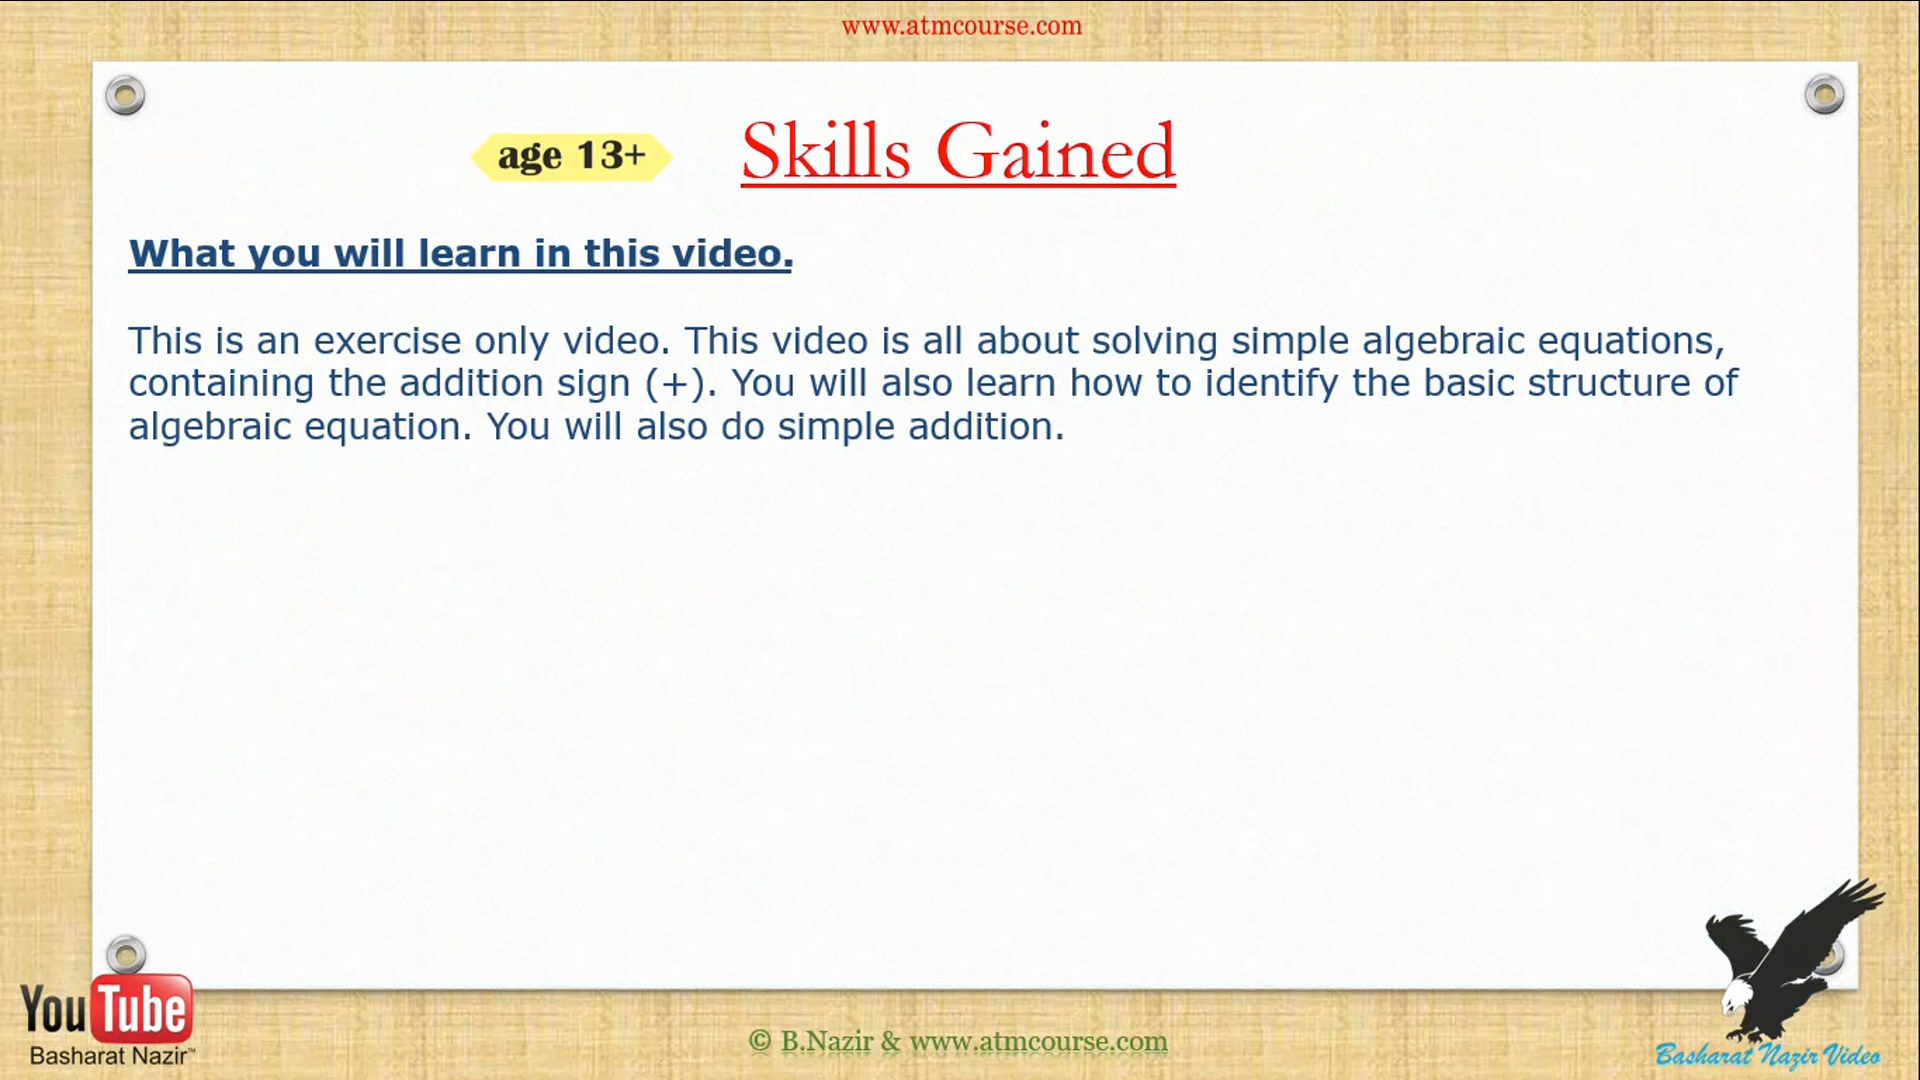 www.atmcourse.com
age 13+
Skills Gained
What you will learn in this video.
This is an exercise only video. This video is all about solving simple algebraic equations,
containing the addition sign (+). You will also learn how to identify the basic structure of
algebraic equation. You will also do simple addition.
YouTube
Basharat Nazir™
© B.Nazir & www.atmcourse.com
Basharat Nazir Video